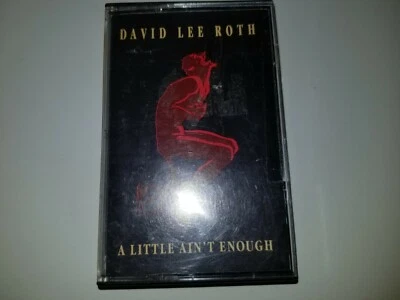 DAVID LEE ROTH
A LITTLE AIN'T ENOUGH